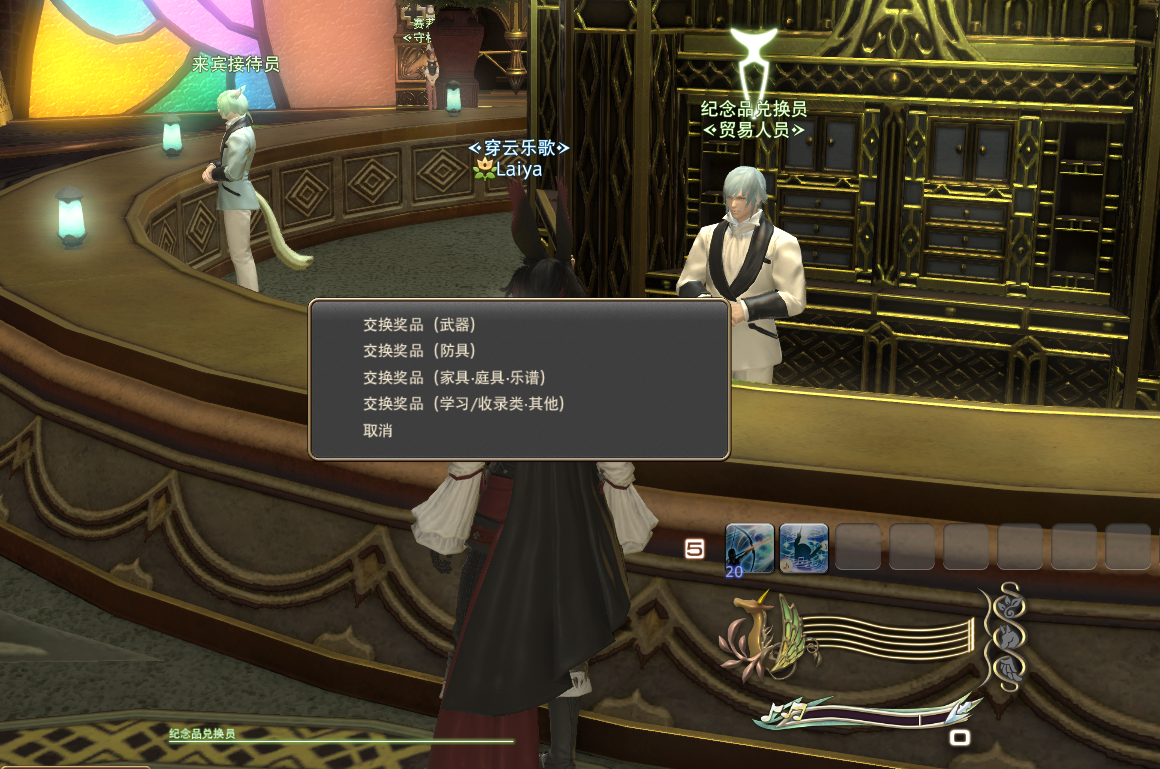 赛尹
来宾接待员
纪念品兑换员
<贸易人员>
<穿云乐歌>
Laiya
交换奖品（武器）
交换奖品（防具）
交换奖品（家具·庭具·乐谱）
交换奖品（学习/收录类·其他）
取消
5
20
0
纪念品兑换员